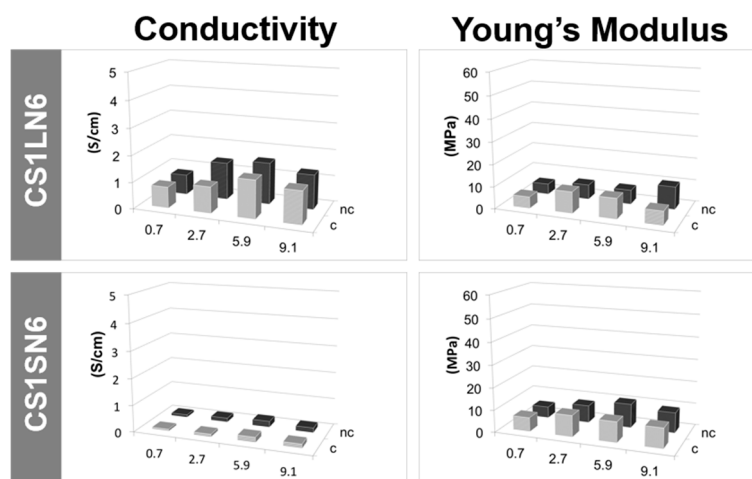 Conductivity
Young's Modulus
CS1LN6
(S/cm)
5
4
3
2
1
0
0.7
2.7
5.9
9.1
nc
c
(MPa)
60
50
40
30
20
10
0
0.7
2.7
5.9
9.1
nc
c
CS1SN6
(S/cm)
5
4
3
2
1
0
0.7
2.7
5.9
9.1
nc
c
(MPa)
60
50
40
30
20
10
0
0.7
2.7
5.9
9.1
nc
c